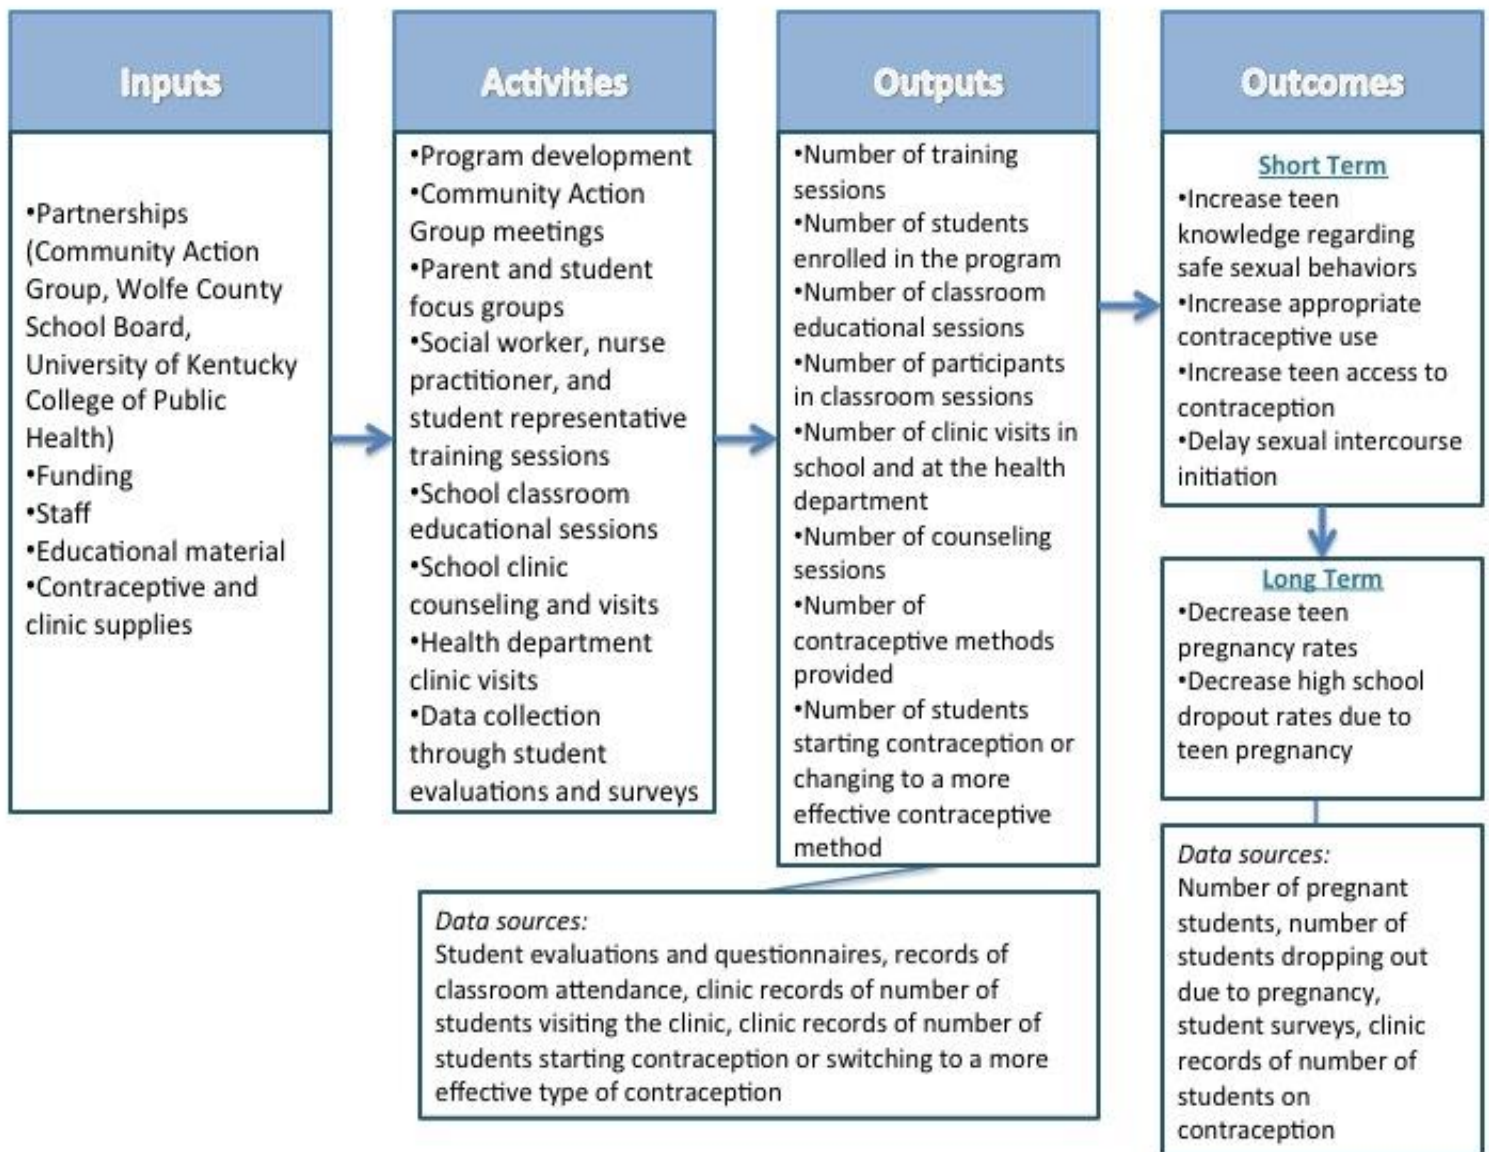 Inputs
•Partnerships
(Community Action
Group, Wolfe County
School Board,
University of Kentucky
College of Public
Health)
•Funding
•Staff
•Educational material
•Contraceptive and
clinic supplies
Activities
•Program development
•Community Action
Group meetings
•Parent and student
focus groups
•Social worker, nurse
practitioner, and
student representative
training sessions
•School classroom
educational sessions
•School clinic
counseling and visits
•Health department
clinic visits
•Data collection
through student
evaluations and surveys
Outputs
•Number of training
sessions
•Number of students
enrolled in the program
•Number of classroom
educational sessions
•Number of participants
in classroom sessions
•Number of clinic visits in
school and at the health
department
•Number of counseling
sessions
•Number of
contraceptive methods
provided
•Number of students
starting contraception or
changing to a more
effective contraceptive
method
Data sources:
Student evaluations and questionnaires, records of
classroom attendance, clinic records of number of
students visiting the clinic, clinic records of number of
students starting contraception or switching to a more
effective type of contraception
Outcomes
Short Term
•Increase teen
knowledge regarding
safe sexual behaviors
•Increase appropriate
contraceptive use
•Increase teen access to
contraception
•Delay sexual intercourse
initiation
Long Term
•Decrease teen
pregnancy rates
•Decrease high school
dropout rates due to
teen pregnancy
Data sources:
Number of pregnant
students, number of
students dropping out
due to pregnancy,
student surveys, clinic
records of number of
students on
contraception